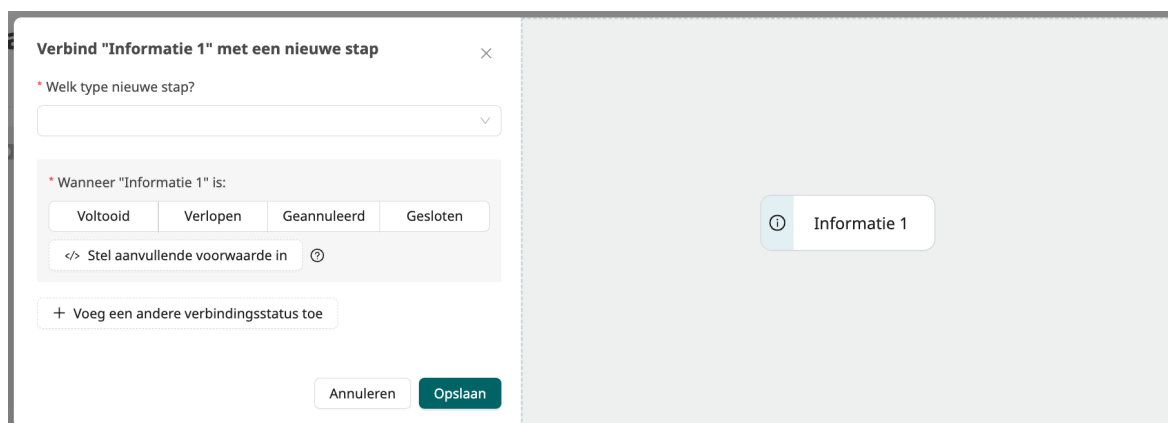 Verbind "Informatie 1" met een nieuwe stap
* Welk type nieuwe stap?
* Wanneer "Informatie 1" is:
Voltooid Verlopen Geannuleerd Gesloten
</> Stel aanvullende voorwaarde in
+ Voeg een andere verbindingsstatus toe
Annuleren Opslaan
Informatie 1